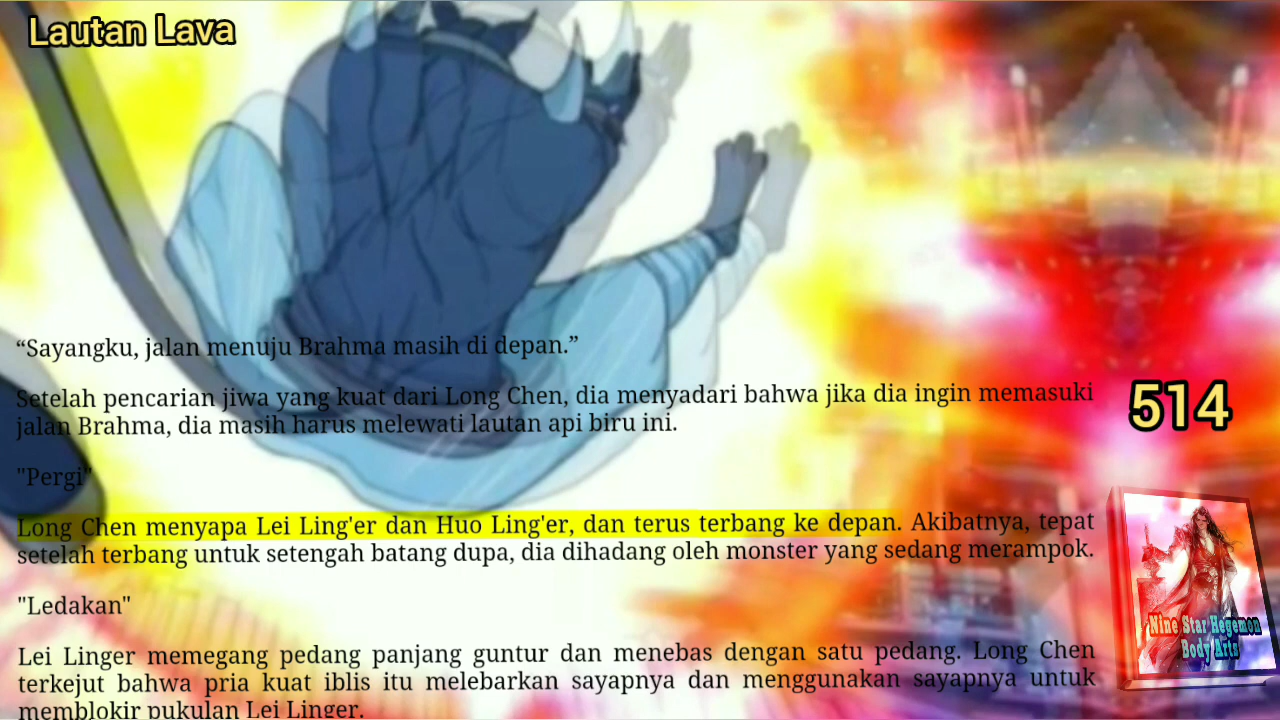 Lautan Lava
“Sayangku, jalan menuju Brahma masih di depan.”
Setelah pencarian jiwa yang kuat dari Long Chen, dia menyadari bahwa jika dia ingin memasuki
jalan Brahma, dia masih harus melewati lautan api biru ini.
514
"Pergi"
Long Chen menyapa Lei Ling'er dan Huo Ling'er, dan terus terbang ke depan. Akibatnya, tepat
setelah terbang untuk setengah batang dupa, dia dihadang oleh monster yang sedang merampok.
"Ledakan"
Lei Linger memegang pedang panjang guntur dan menebas dengan satu pedang. Long Chen
terkejut bahwa pria kuat iblis itu melebarkan sayapnya dan menggunakan sayapnya untuk
memblokir pukulan Lei Linger.
Nine Star Hegemon
Body Arts